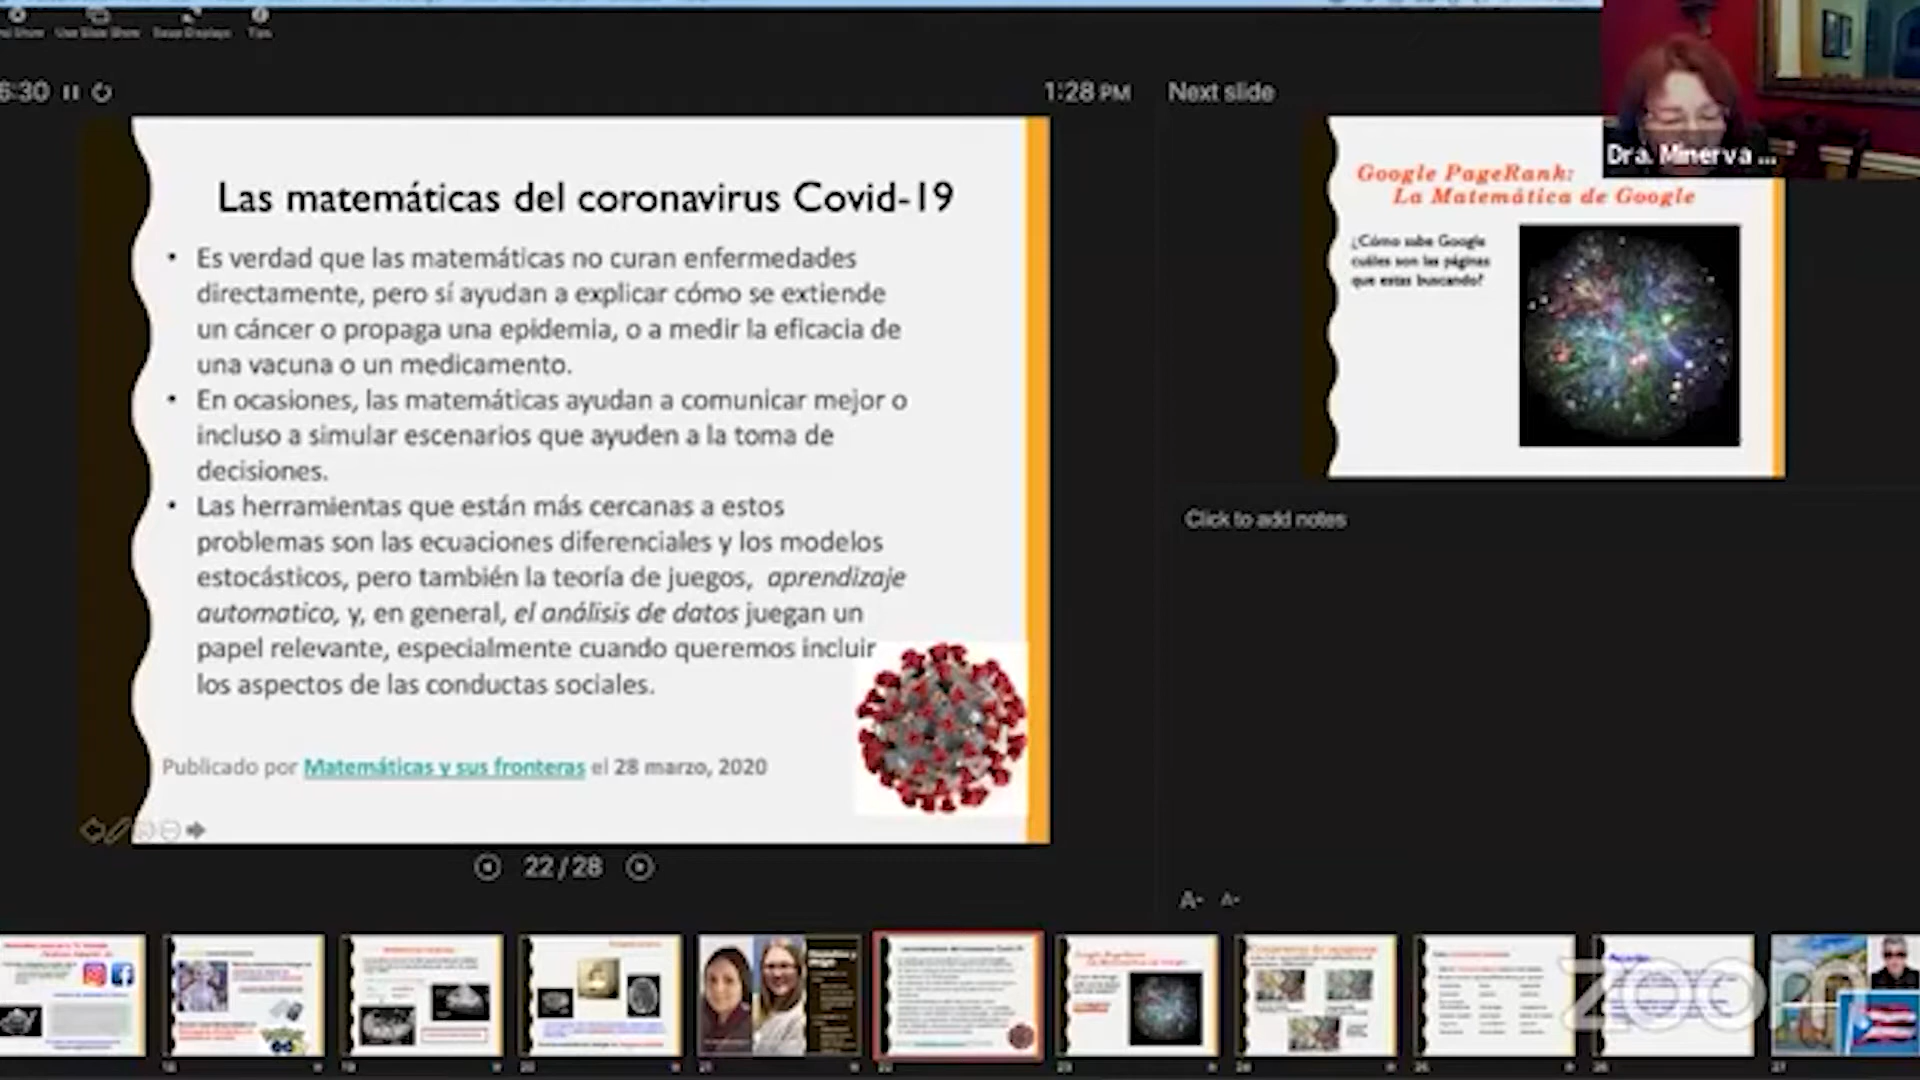 Use Slide Show
Swap Displays
Tips
6:30
1:28 PM
Next slide
Dra. Minerva ...
Las matemáticas del coronavirus Covid-19
• Es verdad que las matemáticas no curan enfermedades
directamente, pero sí ayudan a explicar cómo se extiende
un cáncer o propaga una epidemia, o a medir la eficacia de
una vacuna o un medicamento.
• En ocasiones, las matemáticas ayudan a comunicar mejor o
incluso a simular escenarios que ayuden a la toma de
decisiones.
• Las herramientas que están más cercanas a estos
problemas son las ecuaciones diferenciales y los modelos
estocásticos, pero también la teoría de juegos, aprendizaje
automatico, y, en general, el análisis de datos juegan un
papel relevante, especialmente cuando queremos incluir
los aspectos de las conductas sociales.
Publicado por Matemáticas y sus fronteras el 28 marzo, 2020
22 / 28
Google PageRank:
La Matemática de Google
¿Cómo sabe Google
cuáles son las páginas
que estas buscando?
Click to add notes
zoom